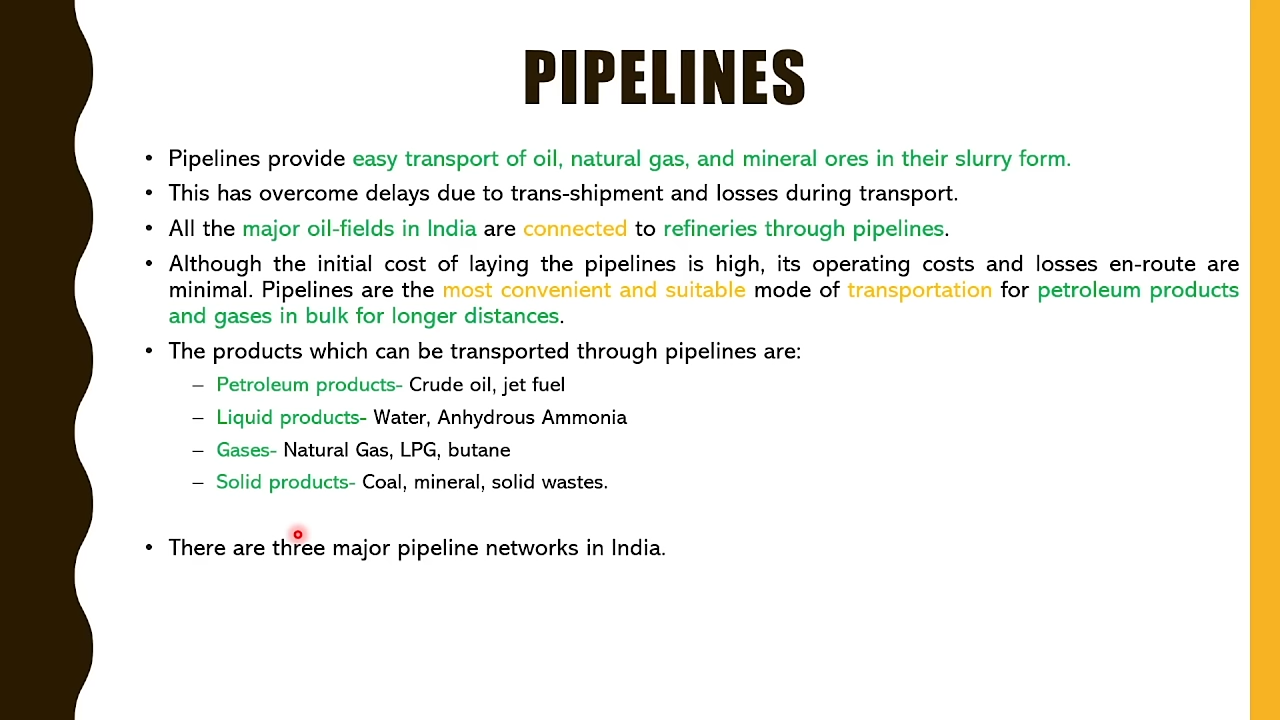 PIPELINES
• Pipelines provide easy transport of oil, natural gas, and mineral ores in their slurry form.
• This has overcome delays due to trans-shipment and losses during transport.
• All the major oil-fields in India are connected to refineries through pipelines.
• Although the initial cost of laying the pipelines is high, its operating costs and losses en-route are
minimal. Pipelines are the most convenient and suitable mode of transportation for petroleum products
and gases in bulk for longer distances.
• The products which can be transported through pipelines are:
– Petroleum products- Crude oil, jet fuel
– Liquid products- Water, Anhydrous Ammonia
– Gases- Natural Gas, LPG, butane
– Solid products- Coal, mineral, solid wastes.
• There are three major pipeline networks in India.